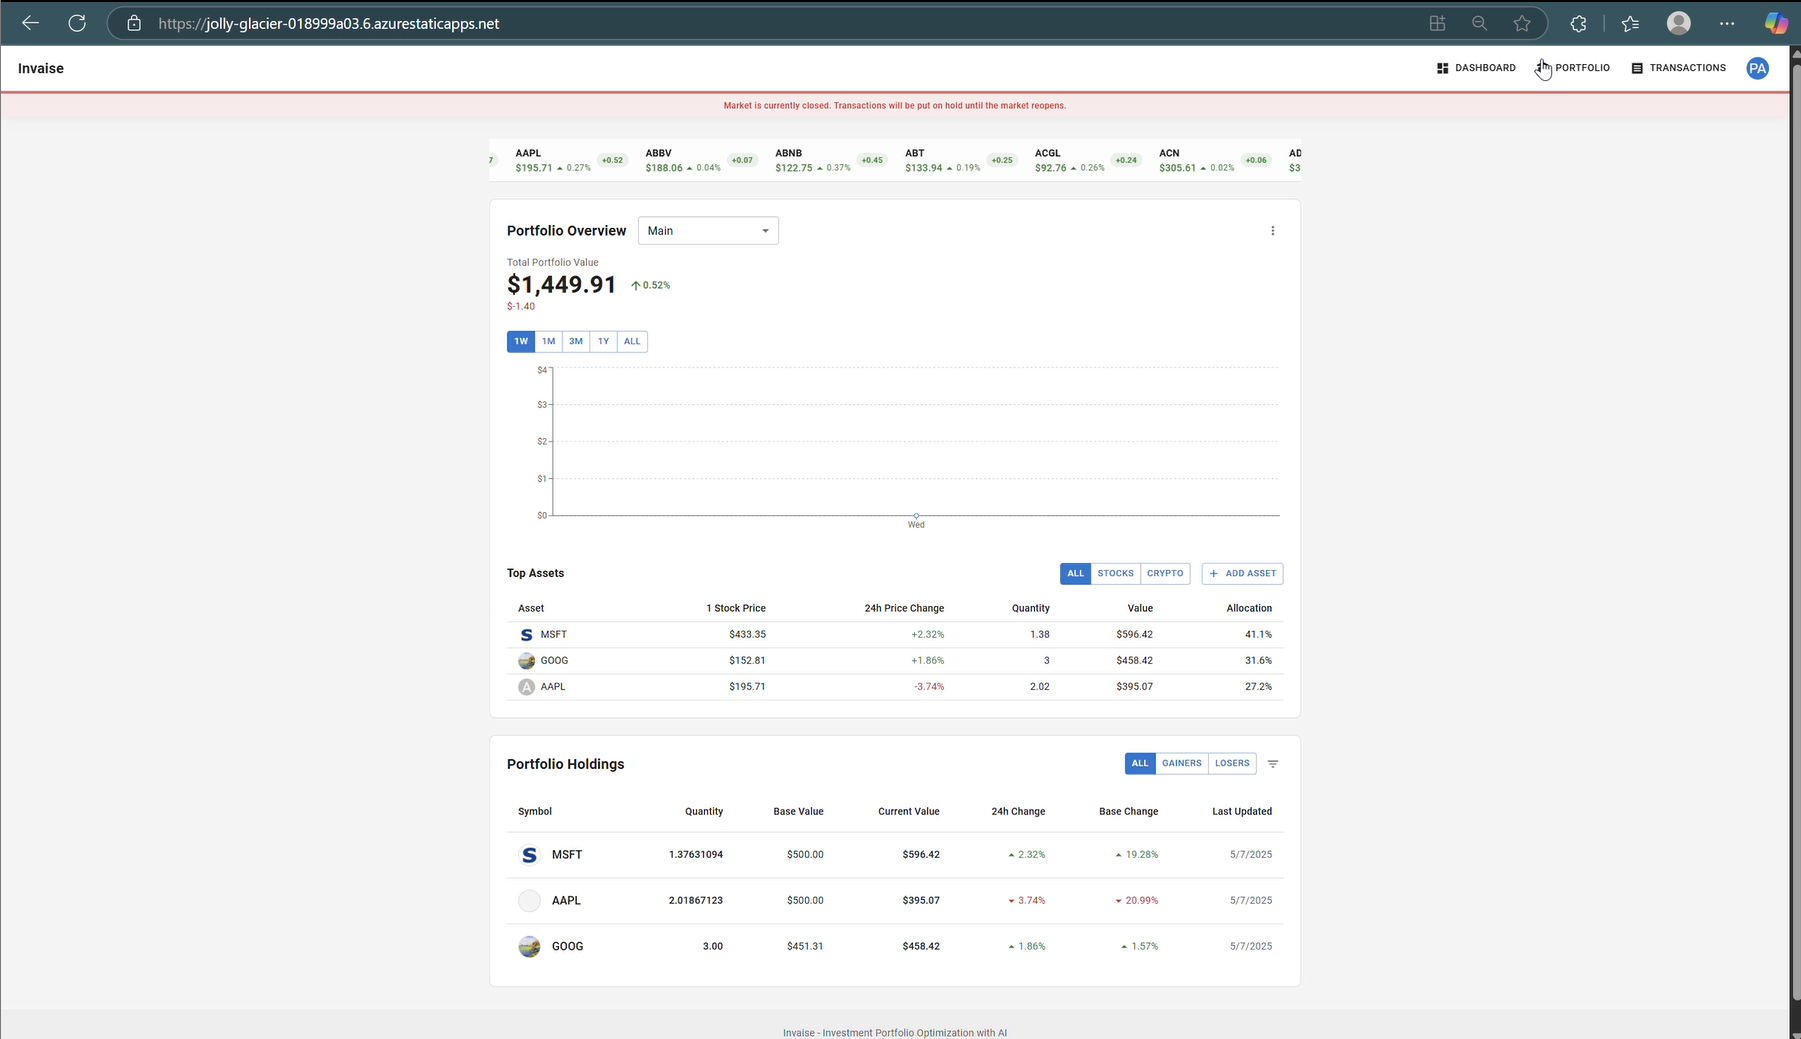 https://jolly-glacier-018999a03.6.azurestaticapps.net
Invaise
DASHBOARD PORTFOLIO TRANSACTIONS PA
Market is currently closed. Transactions will be put on hold until the market reopens.
7 AAPL ABBV ABNB ABT ACGL ACN AD
$195.71 0.27% +0.52 $188.06 0.04% +0.07 $122.75 0.37% +0.45 $133.94 0.19% +0.25 $92.76 0.26% +0.24 $305.61 0.02% +0.06 $3
Portfolio Overview Main
Total Portfolio Value
$1,449.91 0.52%
$-1.40
1W 1M 3M 1Y ALL
$4
$3
$2
$1
$0
Wed
Top Assets ALL STOCKS CRYPTO + ADD ASSET
Asset 1 Stock Price 24h Price Change Quantity Value Allocation
S MSFT $433.35 +2.32% 1.38 $596.42 41.1%
GOOG $152.81 +1.86% 3 $458.42 31.6%
A AAPL $195.71 -3.74% 2.02 $395.07 27.2%
Portfolio Holdings ALL GAINERS LOSERS
Symbol Quantity Base Value Current Value 24h Change Base Change Last Updated
S MSFT 1.37631094 $500.00 $596.42 2.32% 19.28% 5/7/2025
AAPL 2.01867123 $500.00 $395.07 3.74% 20.99% 5/7/2025
GOOG 3.00 $451.31 $458.42 1.86% 1.57% 5/7/2025
Invaise - Investment Portfolio Optimization with AI